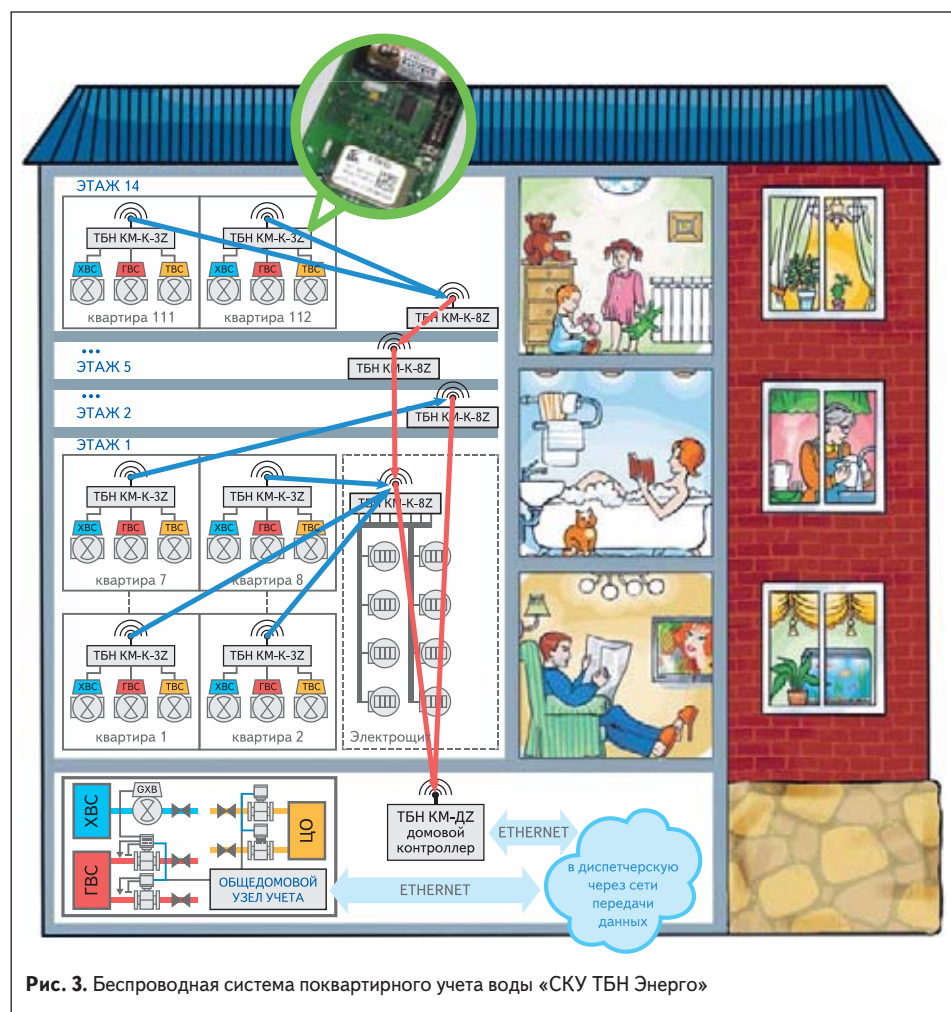 ЭТАЖ 14
ТБН КМ-К-3Z
ТБН КМ-К-3Z
ХВС ГВС ТВС
ХВС ГВС ТВС
квартира 111
квартира 112
ТБН КМ-К-8Z
...
ЭТАЖ 5
ТБН КМ-К-8Z
...
ЭТАЖ 2
ТБН КМ-К-8Z
ЭТАЖ 1
ТБН КМ-К-3Z
ТБН КМ-К-3Z
ТБН КМ-К-8Z
ХВС ГВС ТВС
ХВС ГВС ТВС
квартира 7
квартира 8
ТБН КМ-К-3Z
ТБН КМ-К-3Z
ХВС ГВС ТВС
ХВС ГВС ТВС
квартира 1
квартира 2
Электрощит
ХВС
GXB
ЦО
ГВС
ОБЩЕДОМОВОЙ
УЗЕЛ УЧЕТА
ТБН КМ-ДZ
домовой
контроллер
ETHERNET
ETHERNET
в диспетчерскую
через сети
передачи
данных
Рис. 3. Беспроводная система поквартирного учета воды «СКУ ТБН Энерго»